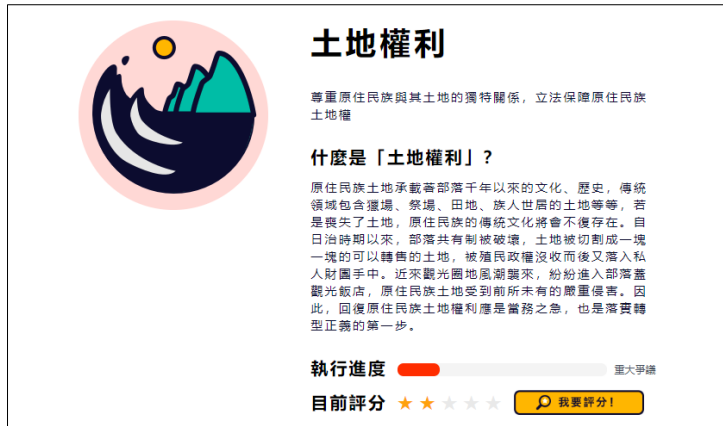 土地權利
尊重原住民族與其土地的獨特關係，立法保障原住民族
土地權
什麼是「土地權利」?
原住民族土地承載著部落千年以來的文化、歷史，傳統
領域包含獵場、祭場、田地、族人世居的土地等等，若
是喪失了土地，原住民族的傳統文化將會不復存在。自
日治時期以來，部落共有制被破壞，土地被切割成一塊
一塊的可以轉售的土地，被殖民政權沒收而後又落入私
人財團手中。近來觀光圈地風潮襲來，紛紛進入部落蓋
觀光飯店，原住民族土地受到前所未有的嚴重侵害。因
此，回復原住民族土地權利應是當務之急，也是落實轉
型正義的第一步。
執行進度 重大爭議
目前評分 我要評分!